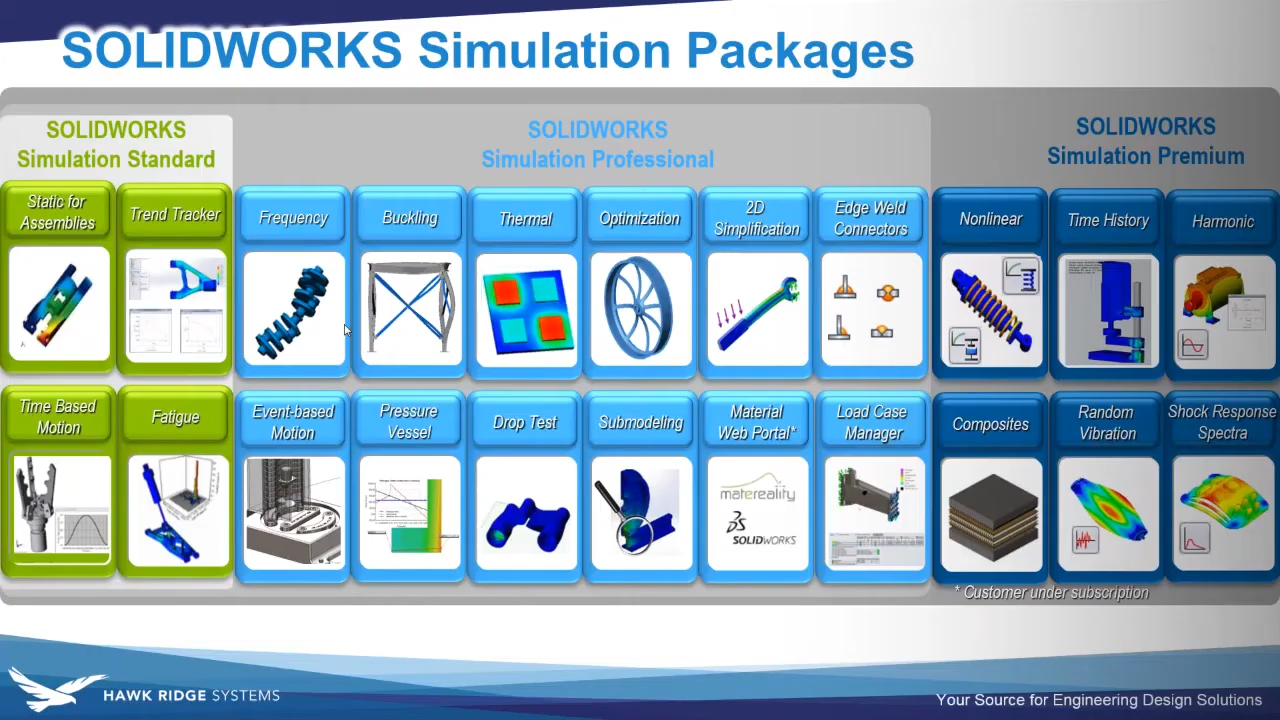 SOLIDWORKS Simulation Packages
SOLIDWORKS
Simulation Standard
SOLIDWORKS
Simulation Professional
SOLIDWORKS
Simulation Premium
Static for
Assemblies
Trend Tracker
Frequency
Buckling
Thermal
Optimization
2D
Simplification
Edge Weld
Connectors
Nonlinear
Time History
Harmonic
Time Based
Motion
Fatigue
Event-based
Motion
Pressure
Vessel
Drop Test
Submodeling
Material
Web Portal*
Load Case
Manager
Composites
Random
Vibration
Shock Response
Spectra
matereality
SOLIDWORKS
* Customer under subscription
HAWK RIDGE SYSTEMS
Your Source for Engineering Design Solutions